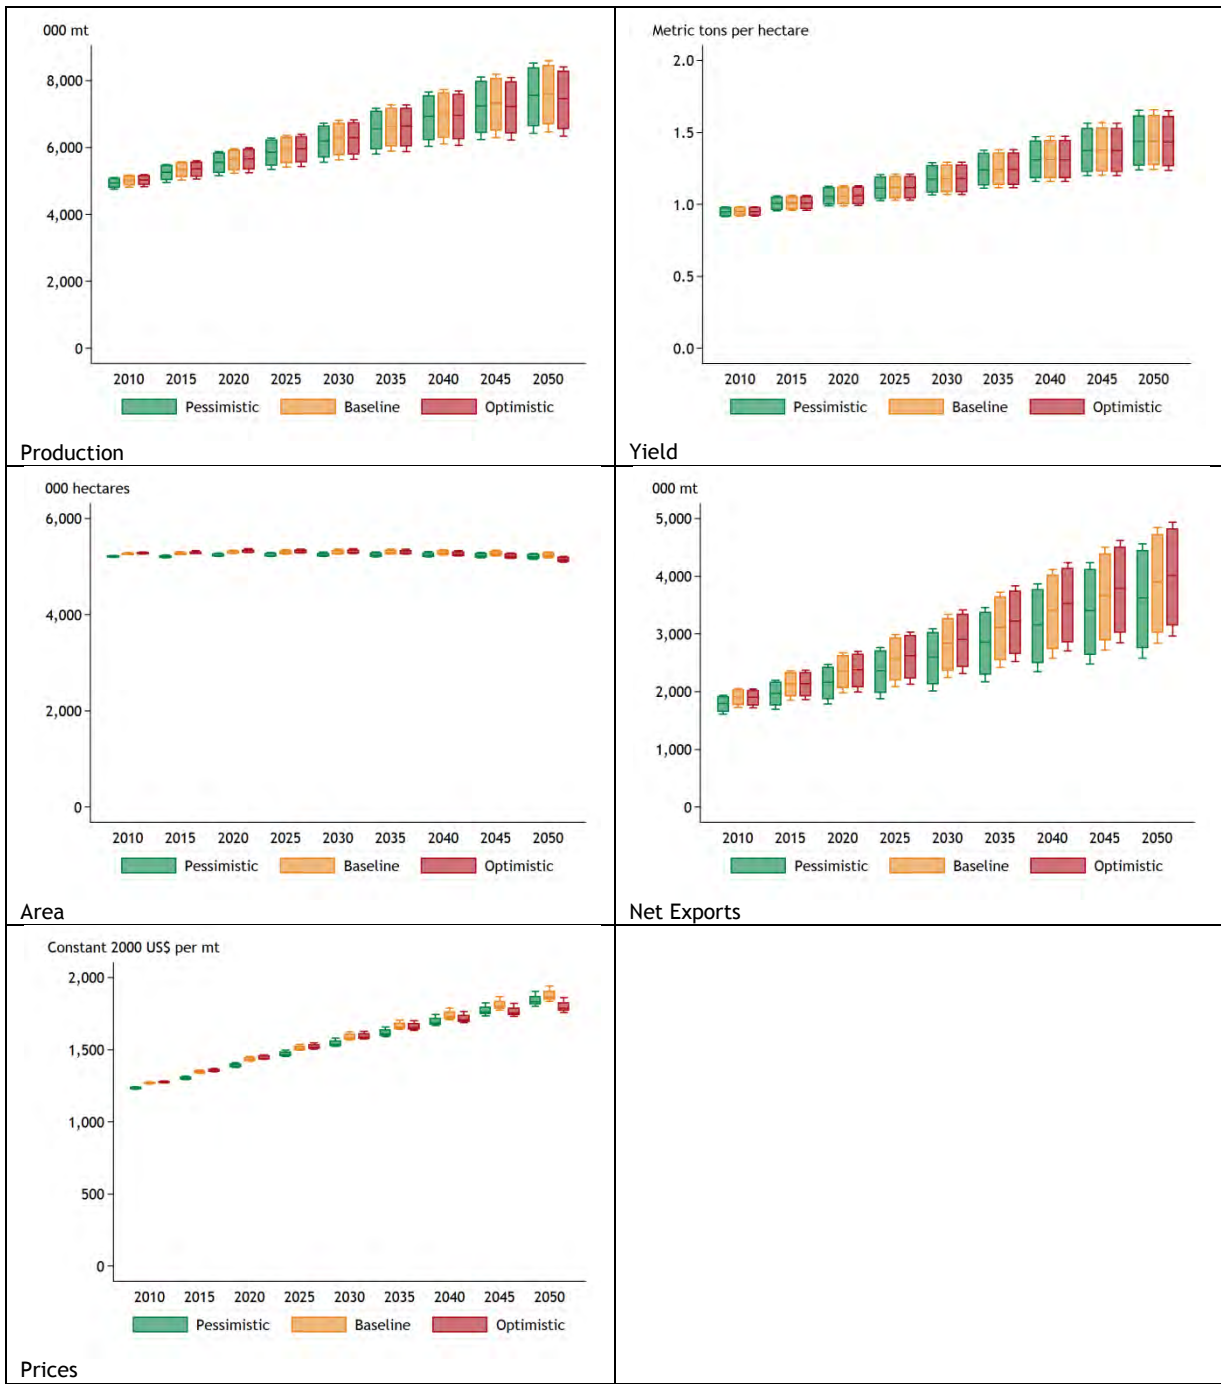 000 mt
8,000
6,000
4,000
2,000
0
2010 2015 2020 2025 2030 2035 2040 2045 2050
Pessimistic Baseline Optimistic
Production
Metric tons per hectare
2.0
1.5
1.0
0.5
0.0
2010 2015 2020 2025 2030 2035 2040 2045 2050
Pessimistic Baseline Optimistic
Yield
000 hectares
6,000
4,000
2,000
0
2010 2015 2020 2025 2030 2035 2040 2045 2050
Pessimistic Baseline Optimistic
Area
000 mt
5,000
4,000
3,000
2,000
1,000
0
2010 2015 2020 2025 2030 2035 2040 2045 2050
Pessimistic Baseline Optimistic
Net Exports
Constant 2000 US$ per mt
2,000
1,500
1,000
500
0
2010 2015 2020 2025 2030 2035 2040 2045 2050
Pessimistic Baseline Optimistic
Prices